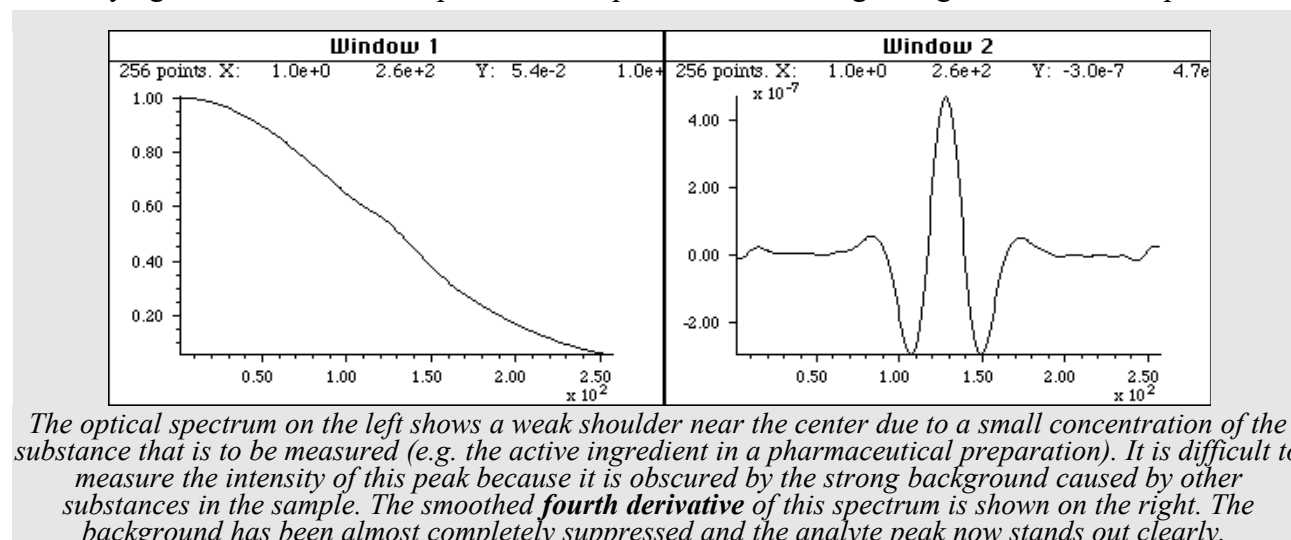 Window 1
Window 2
256 points. X: 1.0e+0 2.6e+2 Y: 5.4e-2 1.0e+
256 points. X: 1.0e+0 2.6e+2 Y: -3.0e-7 4.7e
x 10-7
1.00
0.80
0.60
0.40
0.20
0.50 1.00 1.50 2.00 2.50
x 102
4.00
2.00
0.00
-2.00
0.50 1.00 1.50 2.00 2.50
x 102
The optical spectrum on the left shows a weak shoulder near the center due to a small concentration of the
substance that is to be measured (e.g. the active ingredient in a pharmaceutical preparation). It is difficult to
measure the intensity of this peak because it is obscured by the strong background caused by other
substances in the sample. The smoothed fourth derivative of this spectrum is shown on the right. The
background has been almost completely suppressed and the analyte peak now stands out clearly,